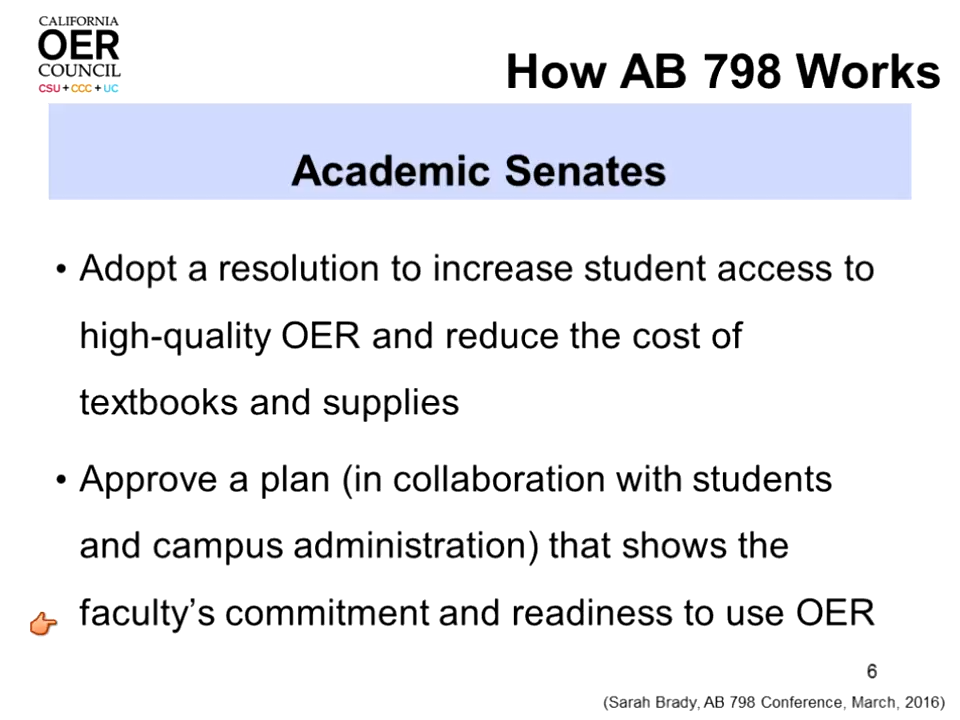 CALIFORNIA
OER
COUNCIL
CSU + CCC + UC
How AB 798 Works
Academic Senates
• Adopt a resolution to increase student access to
high-quality OER and reduce the cost of
textbooks and supplies
• Approve a plan (in collaboration with students
and campus administration) that shows the
faculty’s commitment and readiness to use OER
6
(Sarah Brady, AB 798 Conference, March, 2016)